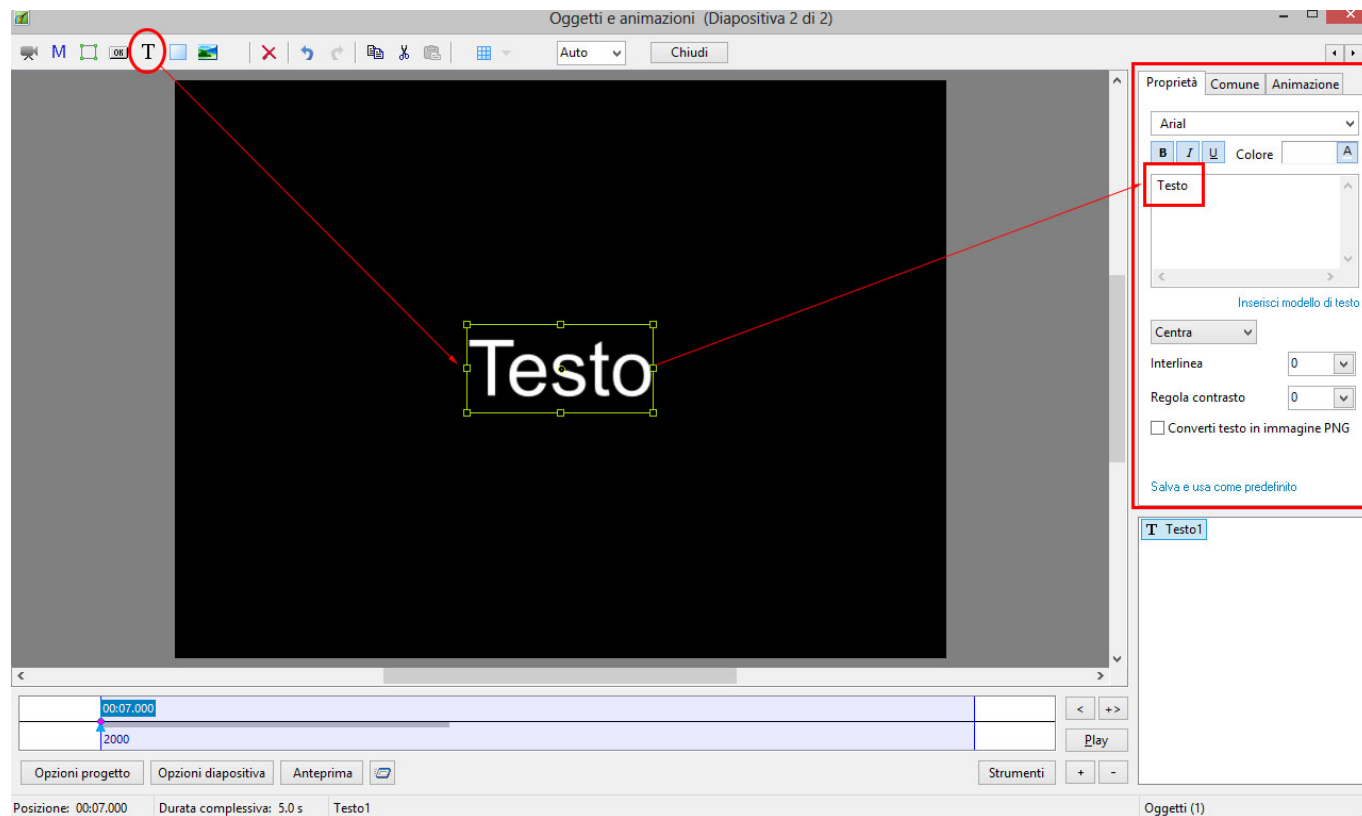 Oggetti e animazioni (Diapositiva 2 di 2)
M OK T Auto Chiudi
Proprietà Comune Animazione
Arial
B I U Colore A
Testo
Inserisci modello di testo
Centra
Interlinea 0
Regola contrasto 0
Converti testo in immagine PNG
Salva e usa come predefinito
Testo
T Testo1
00:07.000
< +>
2000
Play
Opzioni progetto Opzioni diapositiva Anteprima Strumenti + -
Posizione: 00:07.000 Durata complessiva: 5.0 s Testo1 Oggetti (1)